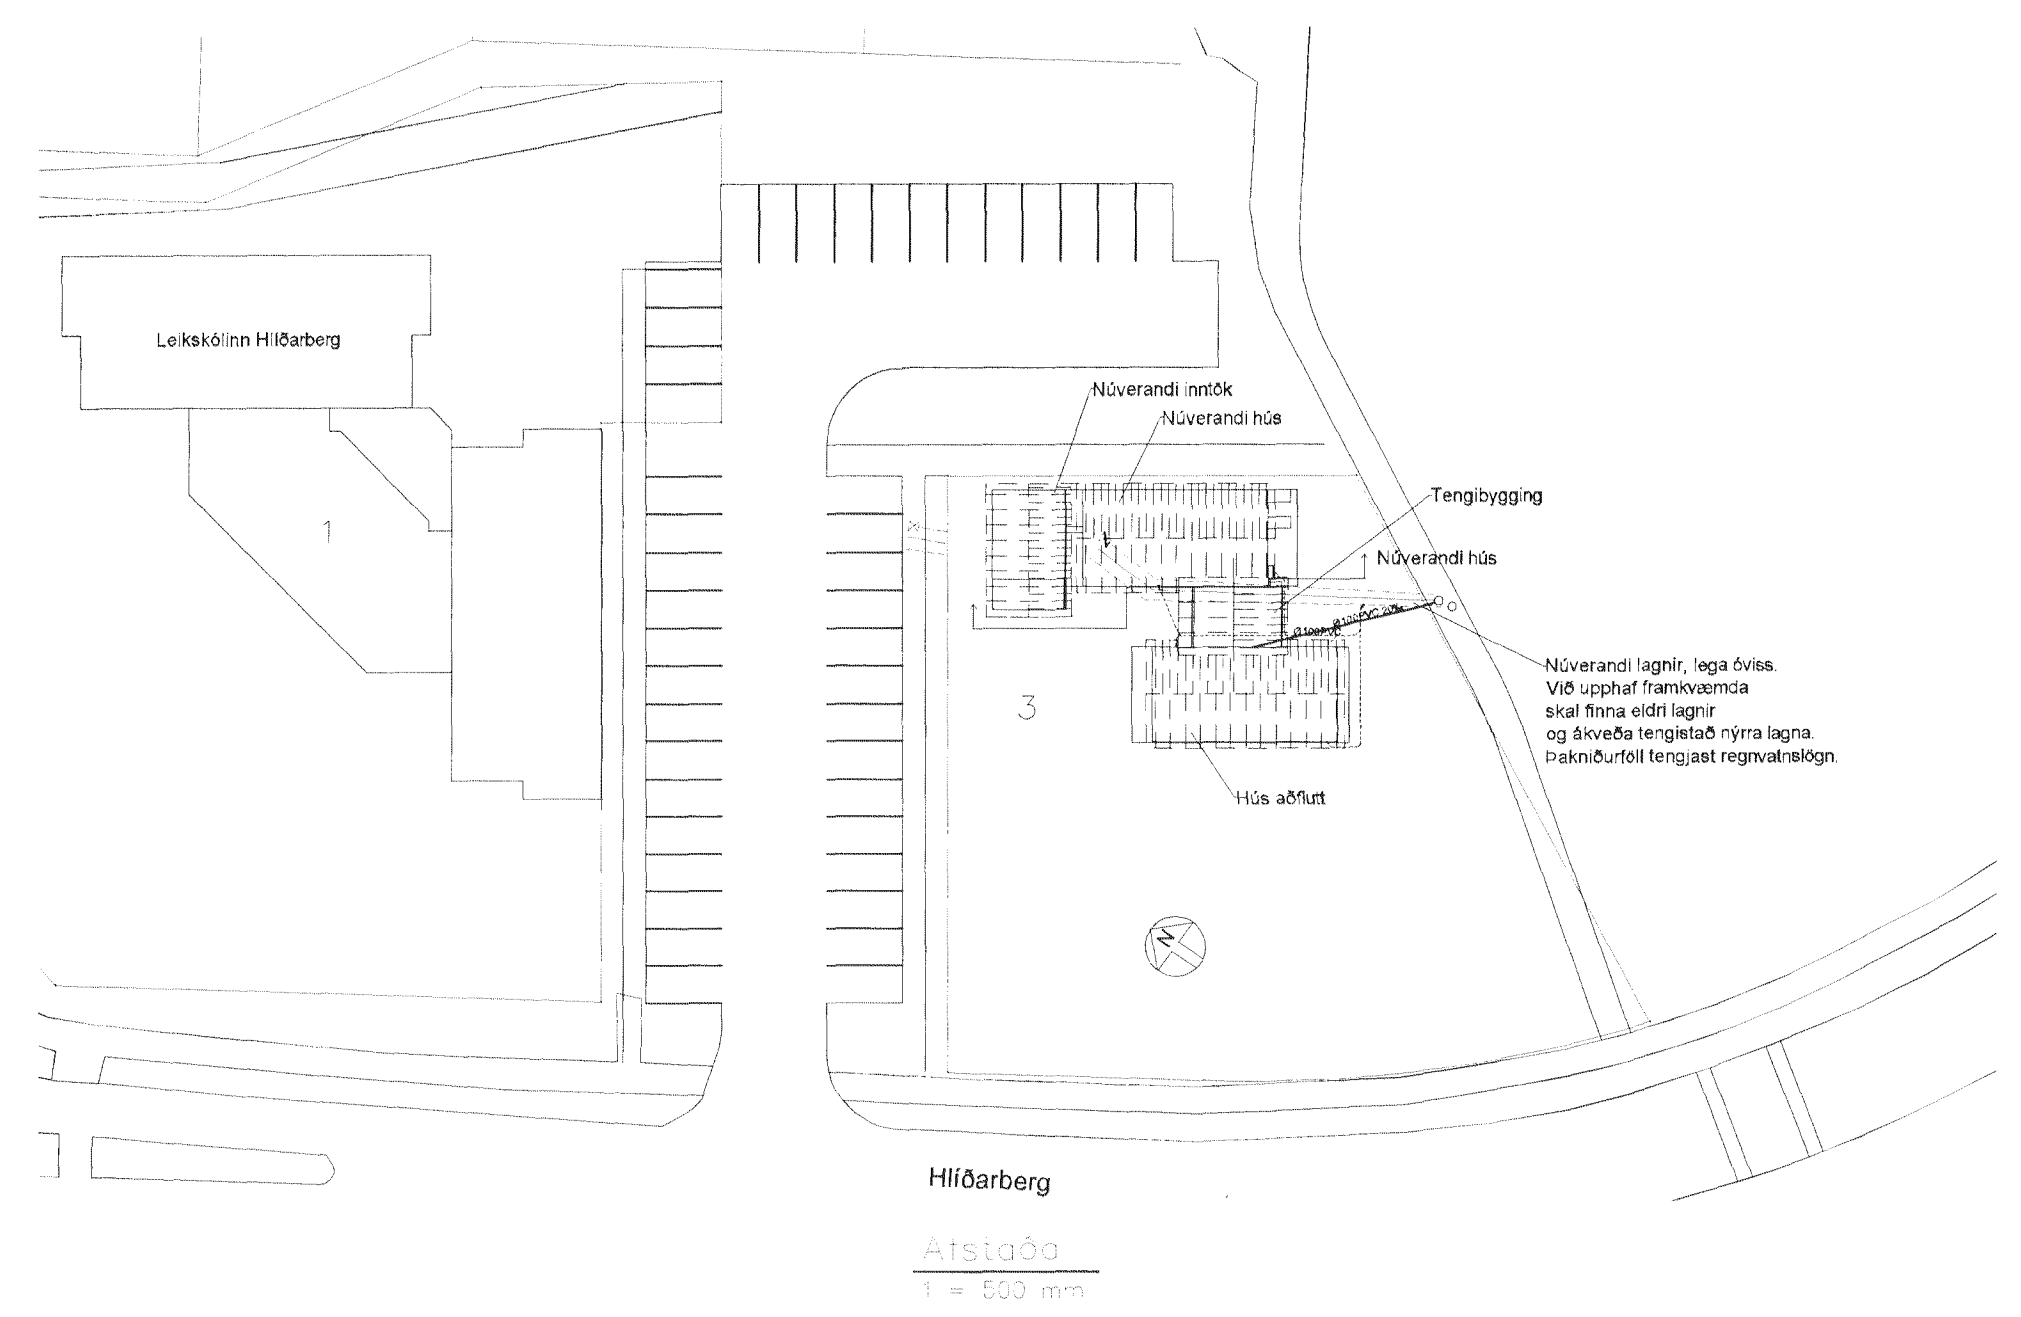 Leikskólinn Hlíðarberg
Núverandi inntök
Núverandi hús
Tengibygging
1
Núverandi hús
Núverandi lagnir, lega óviss.
Við upphaf framkvæmda
skal finna eldri lagnir
og ákveða tengistað nýrra lagna.
Þakniðurföll tengjast regnvatnslögn.
3
Hús aðflutt
N
Hlíðarberg
Afstaða
1 = 500 mm